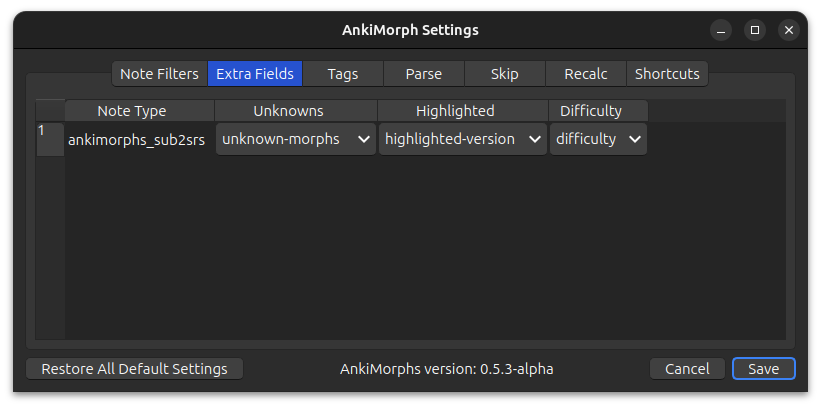 AnkiMorph Settings
Note Filters Extra Fields Tags Parse Skip Recalc Shortcuts
Note Type Unknowns Highlighted Difficulty
1 ankimorphs_sub2srs unknown-morphs highlighted-version difficulty
Restore All Default Settings AnkiMorphs version: 0.5.3-alpha Cancel Save